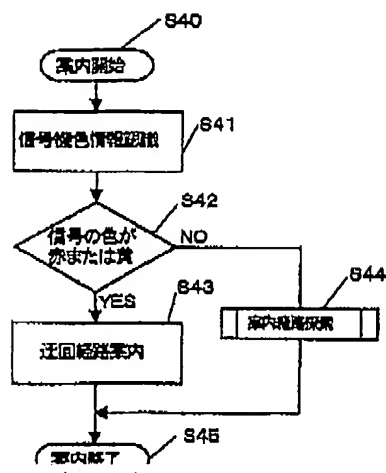 S40
案内開始
信号機色情報認識
S41
信号の色が
赤または黄
S42
NO
YES
S43
迂回経路案内
S44
案内経路探索
案内終了
S45